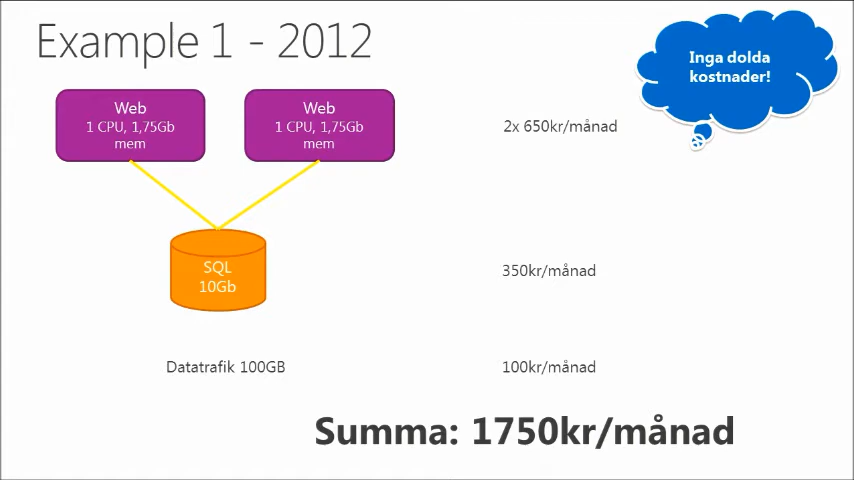 Example 1 - 2012
Inga dolda
kostnader!
Web
1 CPU, 1,75Gb
mem
Web
1 CPU, 1,75Gb
mem
2x 650kr/månad
SQL
10Gb
350kr/månad
Datatrafik 100GB
100kr/månad
Summa: 1750kr/månad